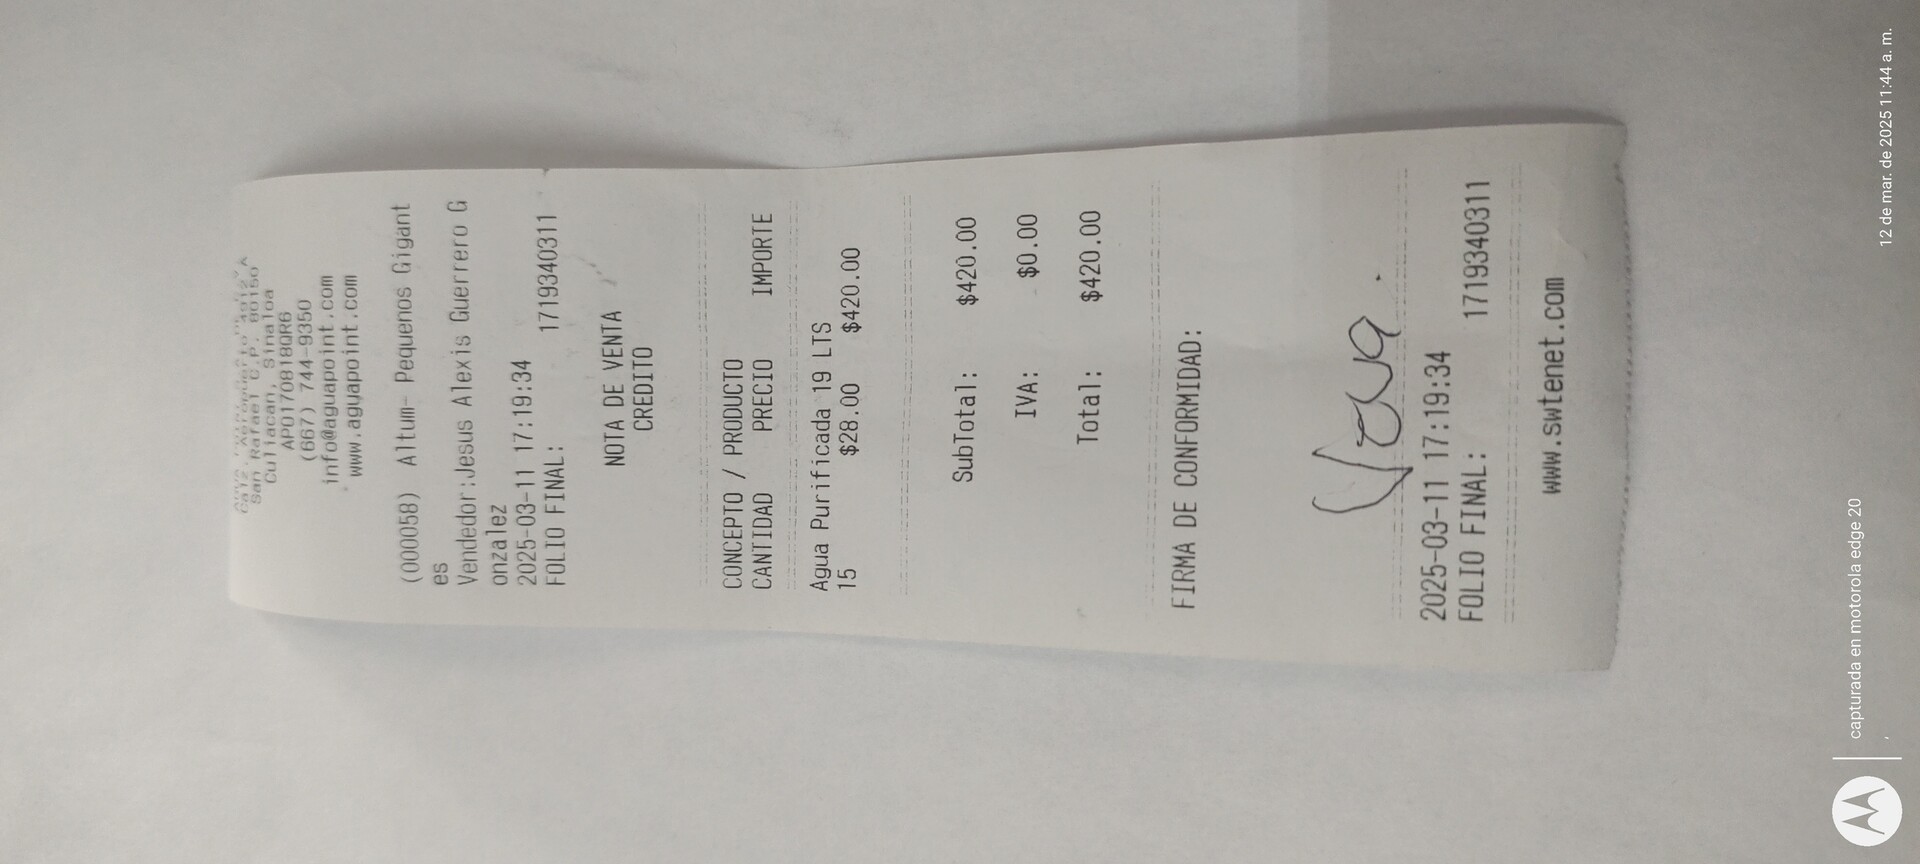 San Rafael C.P. 80150
Culiacan, Sinaloa
APO170818QR6
(667) 744-9350
info@aguapoint.com
www.aguapoint.com
(000058) Altum- Pequenos Gigant
es
Vendedor:Jesus Alexis Guerrero G
onzalez
2025-03-11 17:19:34
FOLIO FINAL: 1719340311
NOTA DE VENTA
CREDITO
CONCEPTO / PRODUCTO
CANTIDAD PRECIO IMPORTE
Agua Purificada 19 LTS
15 $28.00 $420.00
SubTotal: $420.00
IVA: $0.00
Total: $420.00
FIRMA DE CONFORMIDAD:
2025-03-11 17:19:34
FOLIO FINAL: 1719340311
www.swtenet.com
capturada en motorola edge 20
12 de mar. de 2025 11:44 a. m.